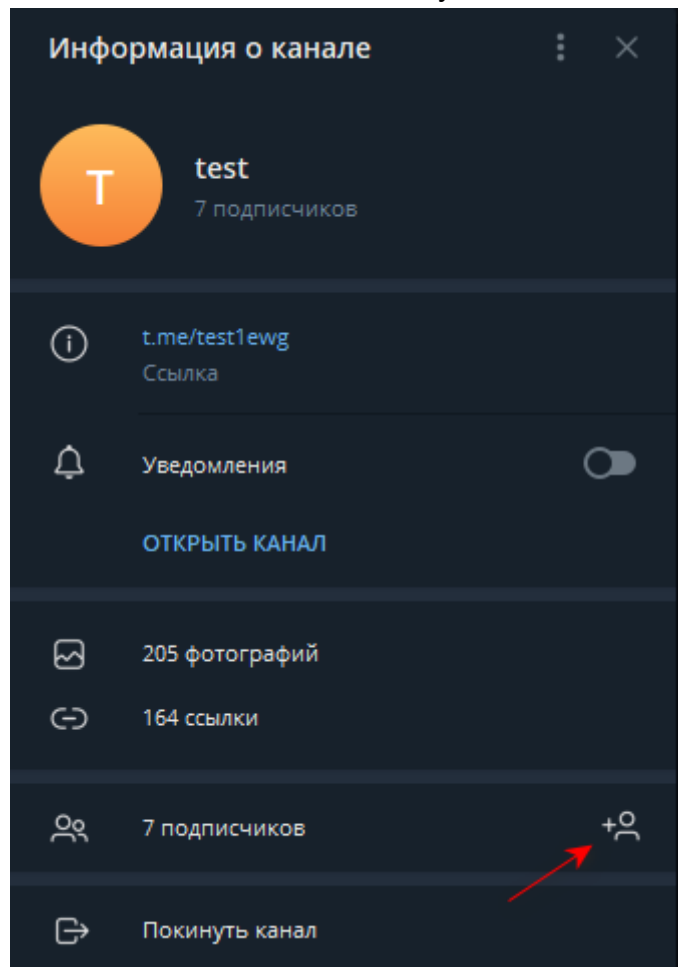 Информация о канале
T
test
7 подписчиков
t.me/test1ewg
Ссылка
Уведомления
ОТКРЫТЬ КАНАЛ
205 фотографий
164 ссылки
7 подписчиков
Покинуть канал